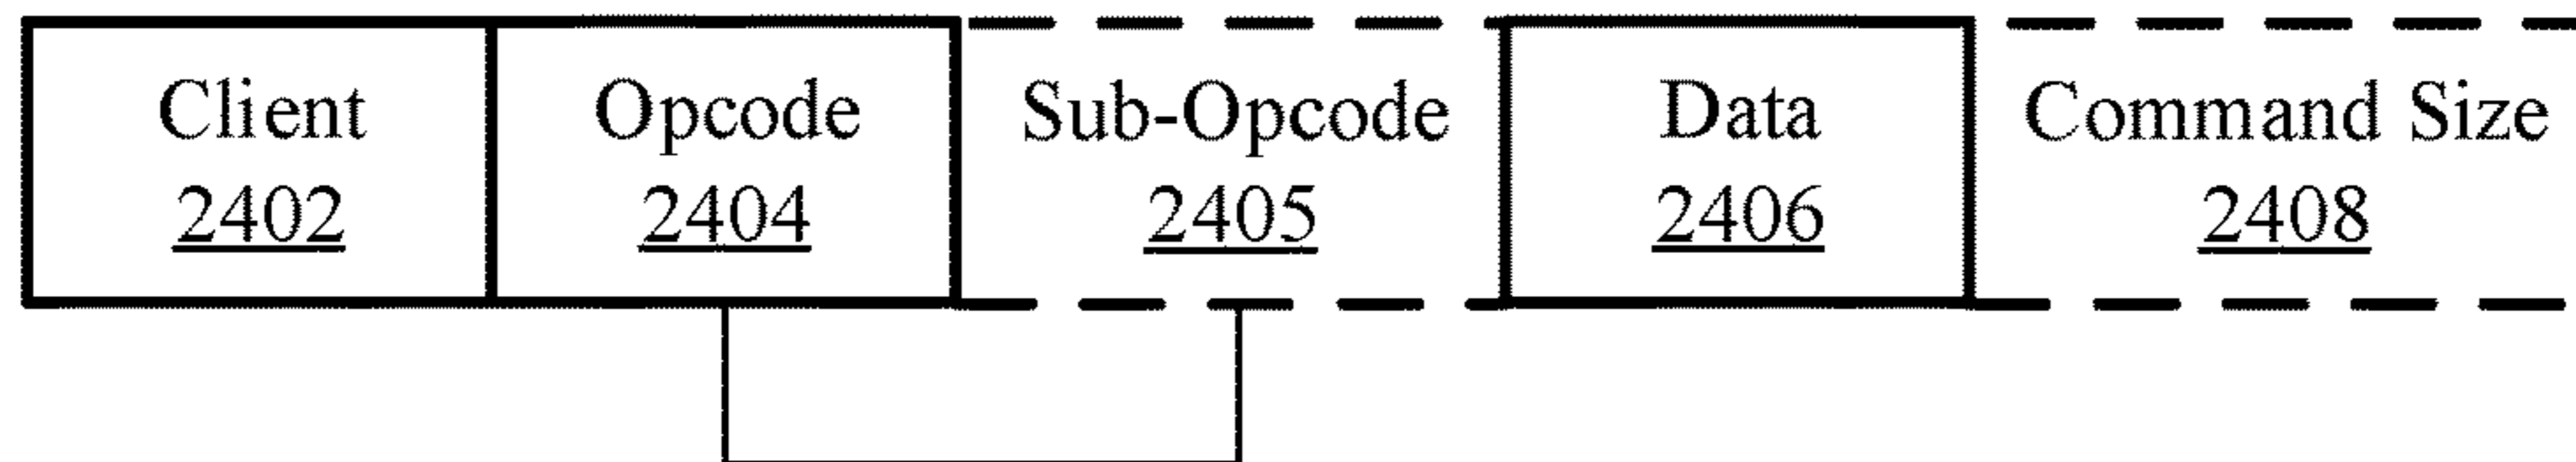 Client Opcode Sub-Opcode Data Command Size
2402 2404 2405 2406 2408